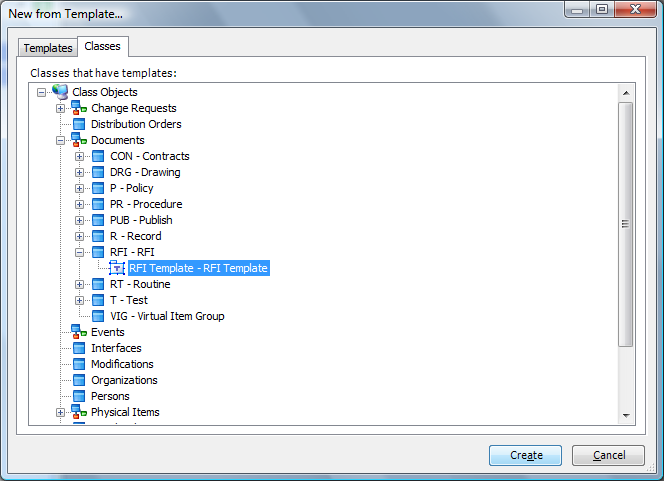 New from Template...
Templates
Classes
Classes that have templates:
Class Objects
Change Requests
Distribution Orders
Documents
CON - Contracts
DRG - Drawing
P - Policy
PR - Procedure
PUB - Publish
R - Record
RFI - RFI
RFI Template - RFI Template
RT - Routine
T - Test
VIG - Virtual Item Group
Events
Interfaces
Modifications
Organizations
Persons
Physical Items
Create
Cancel